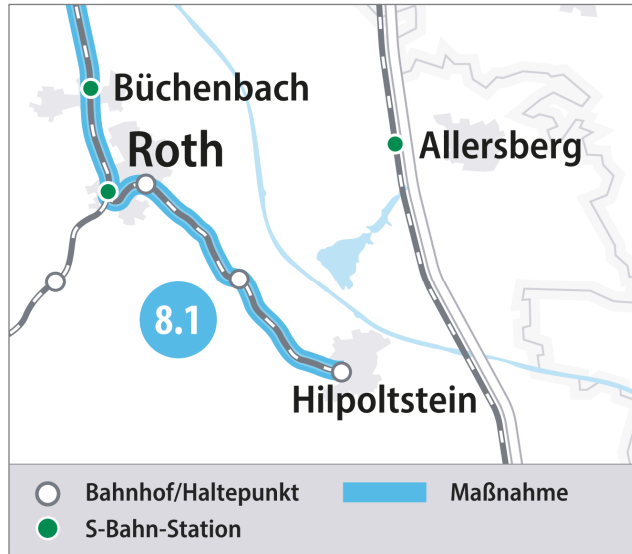 Büchenbach
Roth
Allersberg
8.1
Hilpoltstein
Bahnhof/Haltepunkt
Maßnahme
S-Bahn-Station